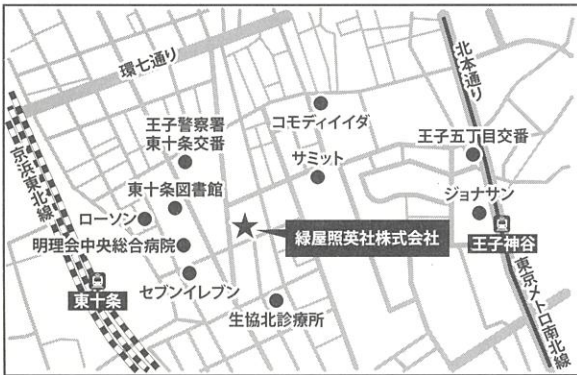 環七通り
北本通り
コモディイイダ
王子警察署
東十条交番
王子五丁目交番
サミット
京浜東北線
東十条図書館
ジョナサン
ローソン
緑屋照英社株式会社
王子神谷
明理会中央総合病院
東十条
セブンイレブン
生協北診療所
東京メトロ南北線